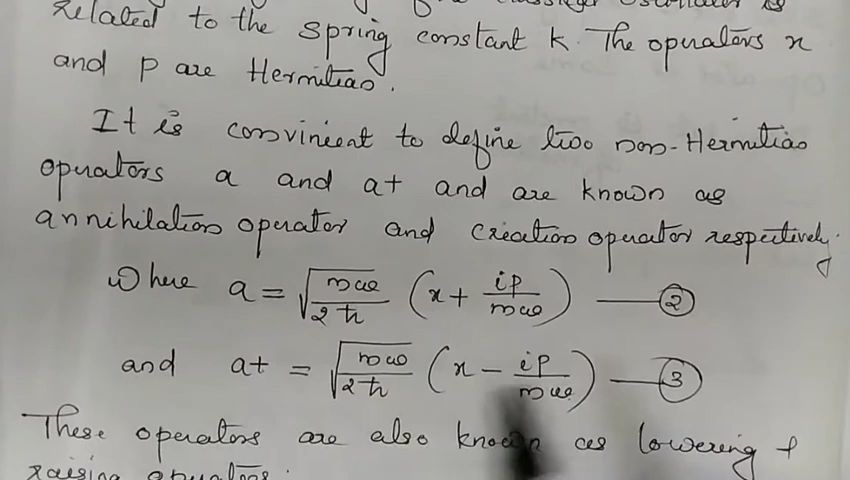 related to the spring constant k. The operators x
and p are Hermitian.
It is convinient to define two non-Hermitian
operators a and a+ and are known as
annihilation operator and creation operator respectively.
Where a = √(mω/2ħ) (x + ip/mω) — ②
and a+ = √(mω/2ħ) (x - ip/mω) — ③
These operators are also known as lowering &
raising operators.